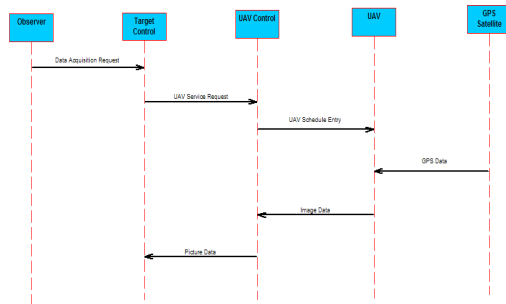 Observer
Target
Control
UAV Control
UAV
GPS
Satellite
Data Acquisition Request
UAV Service Request
UAV Schedule Entry
GPS Data
Image Data
Picture Data